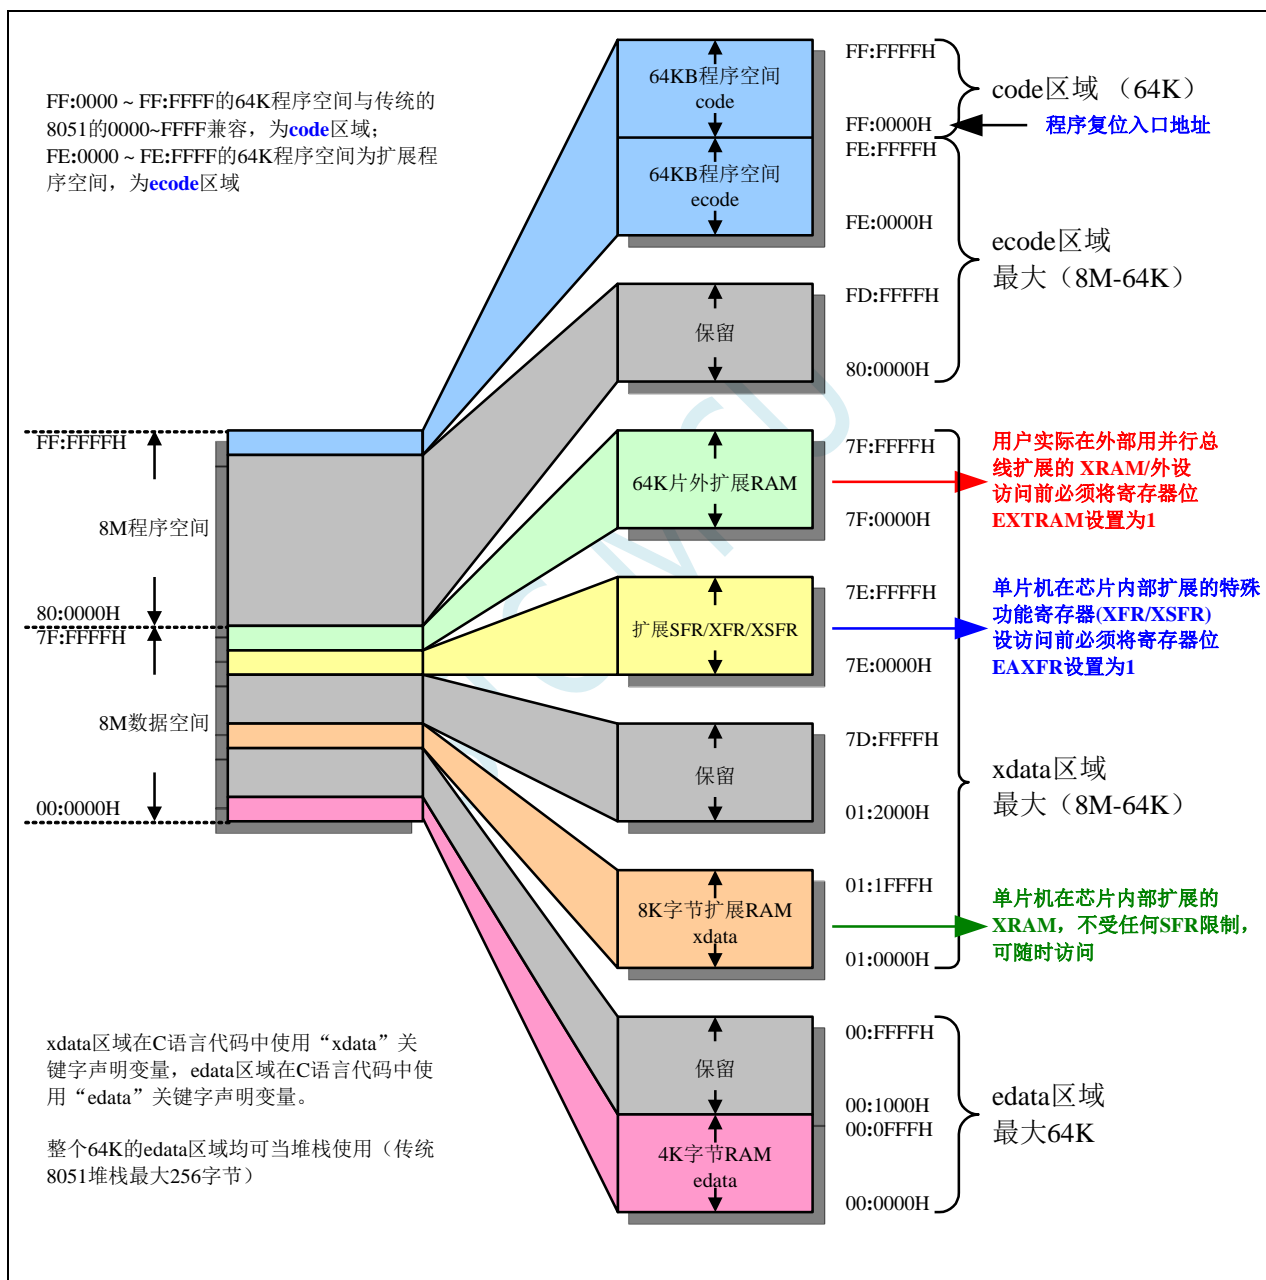 FF:0000 ~ FF:FFFF的64K程序空间与传统的
8051的0000~FFFF兼容，为code区域；
FE:0000 ~ FE:FFFF的64K程序空间为扩展程
序空间，为ecode区域
64KB程序空间
code
64KB程序空间
ecode
FF:FFFFH
FF:0000H
FE:FFFFH
FE:0000H
code区域 （64K）
程序复位入口地址
ecode区域
最大（8M-64K）
保留
FD:FFFFH
80:0000H
FF:FFFFH
8M程序空间
80:0000H
7F:FFFFH
8M数据空间
00:0000H
64K片外扩展RAM
7F:FFFFH
7F:0000H
用户实际在外部用并行总
线扩展的 XRAM/外设
访问前必须将寄存器位
EXTRAM设置为1
扩展SFR/XFR/XSFR
7E:FFFFH
7E:0000H
单片机在芯片内部扩展的特殊
功能寄存器(XFR/XSFR)
设访问前必须将寄存器位
EAXFR设置为1
保留
7D:FFFFH
01:2000H
xdata区域
最大（8M-64K）
8K字节扩展RAM
xdata
01:1FFFH
01:0000H
单片机在芯片内部扩展的
XRAM，不受任何SFR限制，
可随时访问
保留
00:FFFFH
00:1000H
4K字节RAM
edata
00:0FFFH
00:0000H
edata区域
最大64K
xdata区域在C语言代码中使用“xdata”关
键字声明变量，edata区域在C语言代码中使
用“edata”关键字声明变量。
整个64K的edata区域均可当堆栈使用（传统
8051堆栈最大256字节）